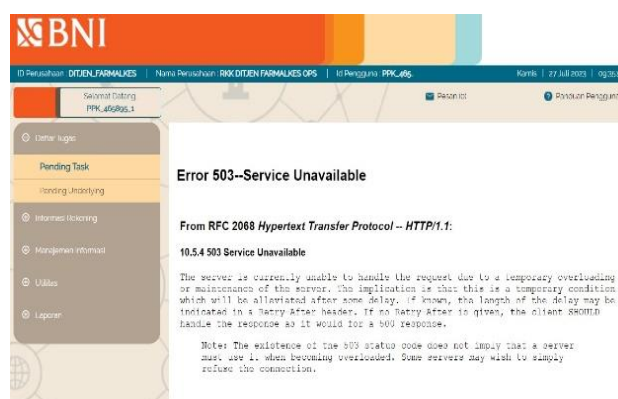 BNI
ID Perusahaan : DITJEN_FARMALKES | Nama Perusahaan : RKK DITJEN FARMALKES OPS | Id Pengguna : PPK_465 Kamis | 27 Juli 2023 | 09:35
Selamat Datang,
PPK_465895_1
Pesan (0) Panduan Pengguna
Daftar Tugas
Pending Task
Pending Underlying
Informasi Rekening
Manajemen Informasi
Utilitas
Laporan
Error 503--Service Unavailable
From RFC 2068 Hypertext Transfer Protocol -- HTTP/1.1:
10.5.4 503 Service Unavailable
The server is currently unable to handle the request due to a temporary overloading
or maintenance of the server. The implication is that this is a temporary condition
which will be alleviated after some delay. If known, the length of the delay may be
indicated in a Retry-After header. If no Retry-After is given, the client SHOULD
handle the response as it would for a 500 response.
Note: The existence of the 503 status code does not imply that a server
must use it when becoming overloaded. Some servers may wish to simply
refuse the connection.